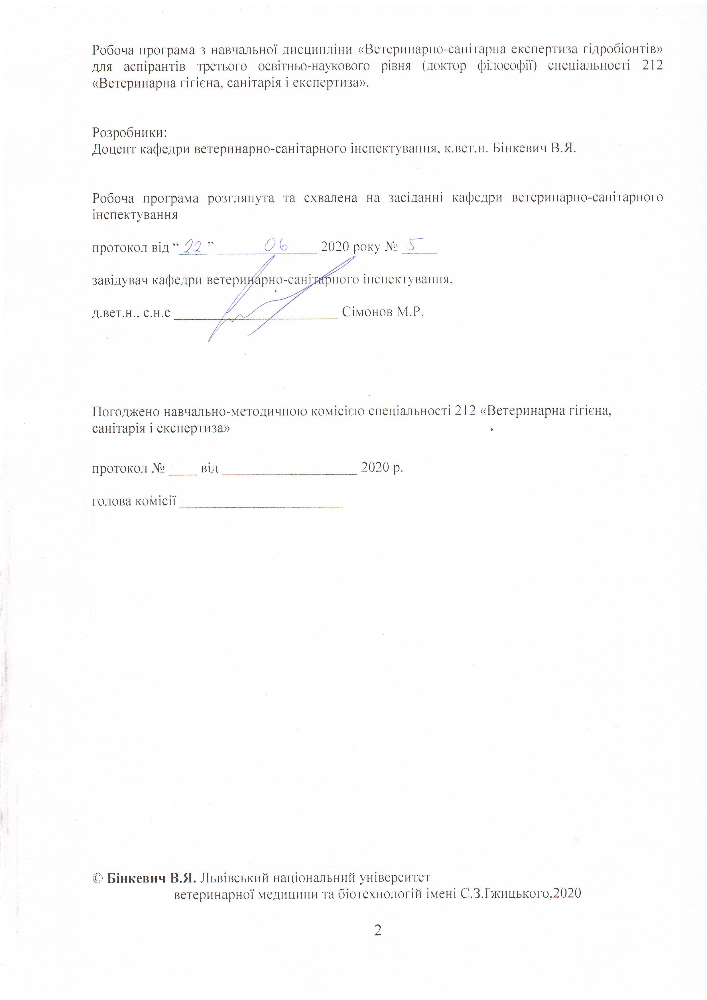 Робоча програма з навчальної дисципліни «Ветеринарно-санітарна експертиза гідробіонтів»
для аспірантів третього освітньо-наукового рівня (доктор філософії) спеціальності 212
«Ветеринарна гігієна, санітарія і експертиза».
Розробники:
Доцент кафедри ветеринарно-санітарного інспектування, к.вет.н. Бінкевич В.Я.
Робоча програма розглянута та схвалена на засіданні кафедри ветеринарно-санітарного
інспектування
протокол від “22” 06 2020 року № 5
завідувач кафедри ветеринарно-санітарного інспектування,
д.вет.н., с.н.с ____________ Сімонов М.Р.
Погоджено навчально-методичною комісією спеціальності 212 «Ветеринарна гігієна,
санітарія і експертиза»
протокол № ____ від ____________ 2020 р.
голова комісії ____________
© Бінкевич В.Я. Львівський національний університет
ветеринарної медицини та біотехнологій імені С.З.Ґжицького,2020
2